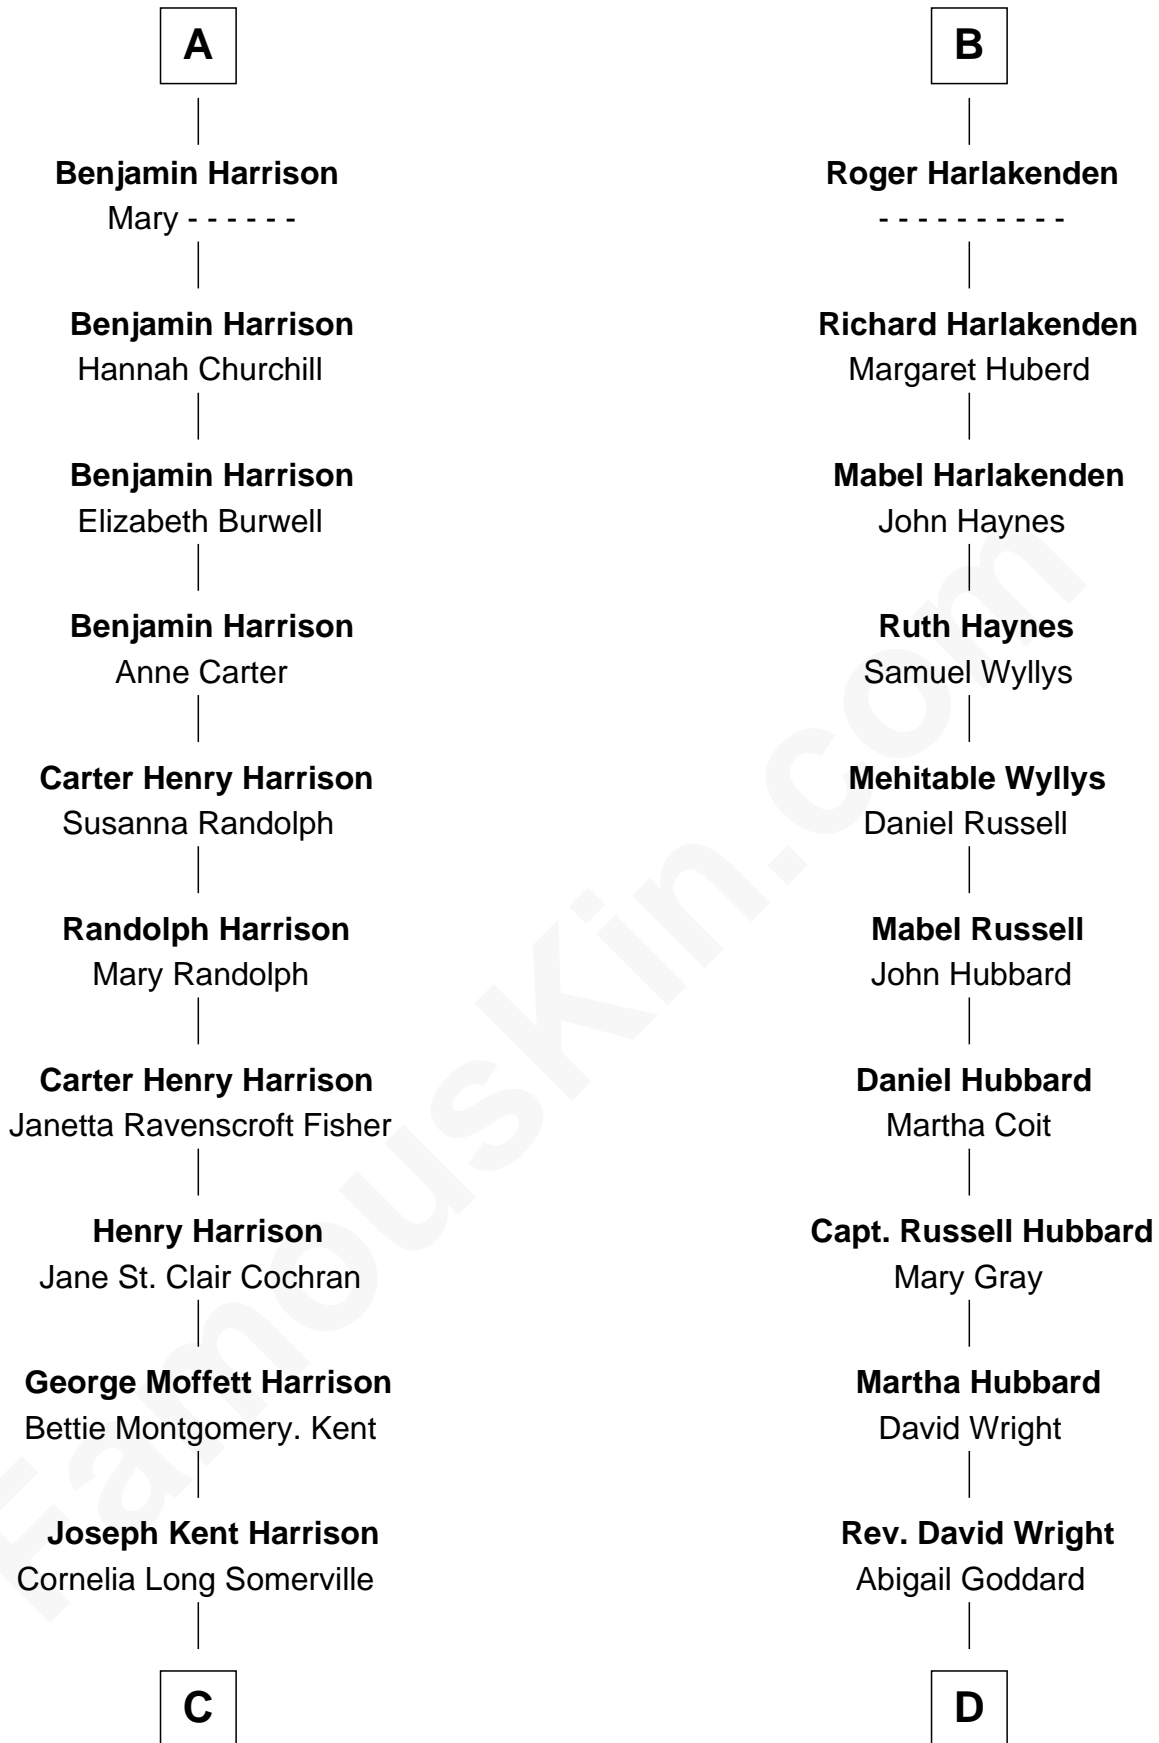 A
Benjamin Harrison
Mary - - - - - -
Benjamin Harrison
Hannah Churchill
Benjamin Harrison
Elizabeth Burwell
Benjamin Harrison
Anne Carter
Carter Henry Harrison
Susanna Randolph
Randolph Harrison
Mary Randolph
Carter Henry Harrison
Janetta Ravenscroft Fisher
Henry Harrison
Jane St. Clair Cochran
George Moffett Harrison
Bettie Montgomery. Kent
Joseph Kent Harrison
Cornelia Long Somerville
C
B
Roger Harlakenden
- - - - - - - - - -
Richard Harlakenden
Margaret Huberd
Mabel Harlakenden
John Haynes
Ruth Haynes
Samuel Wyllys
Mehitable Wyllys
Daniel Russell
Mabel Russell
John Hubbard
Daniel Hubbard
Martha Coit
Capt. Russell Hubbard
Mary Gray
Martha Hubbard
David Wright
Rev. David Wright
Abigail Goddard
D
FamousKin.com